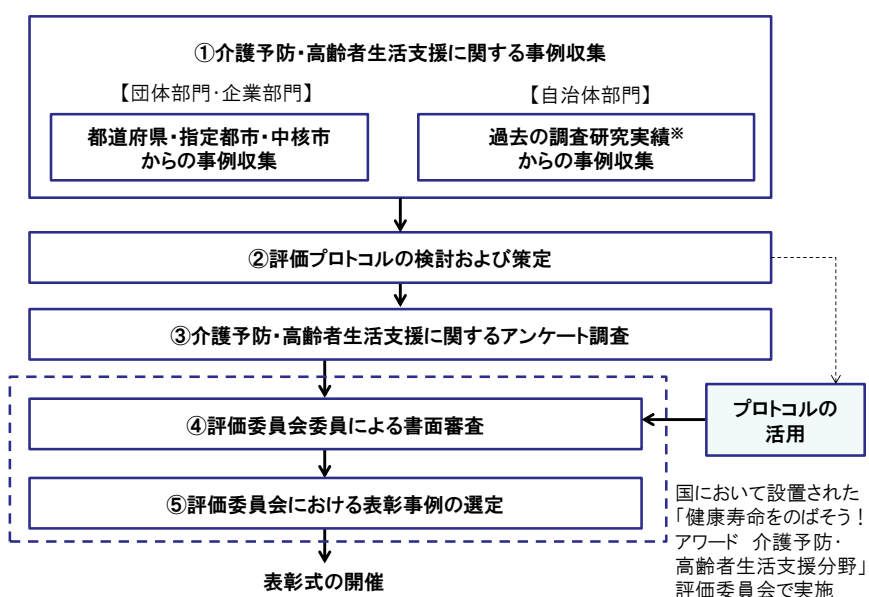 ①介護予防・高齢者生活支援に関する事例収集
【団体部門・企業部門】
【自治体部門】
都道府県・指定都市・中核市
からの事例収集
過去の調査研究実績※
からの事例収集
②評価プロトコルの検討および策定
③介護予防・高齢者生活支援に関するアンケート調査
④評価委員会委員による書面審査
プロトコルの
活用
⑤評価委員会における表彰事例の選定
国において設置された
「健康寿命をのばそう！
アワード 介護予防・
高齢者生活支援分野」
評価委員会で実施
表彰式の開催